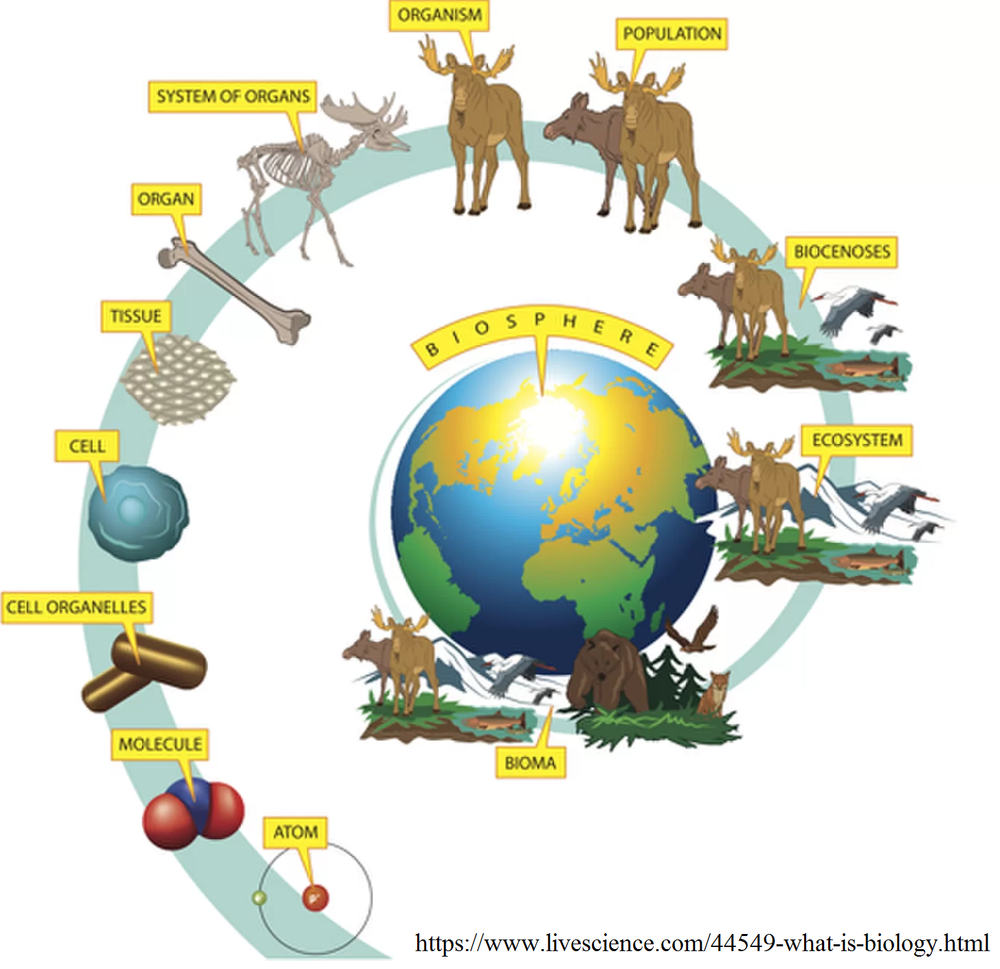 ORGANISM
POPULATION
SYSTEM OF ORGANS
ORGAN
BIOCENOSES
TISSUE
BIOSPHERE
CELL
ECOSYSTEM
CELL ORGANELLES
MOLECULE
BIOMA
ATOM
https://www.livescience.com/44549-what-is-biology.html